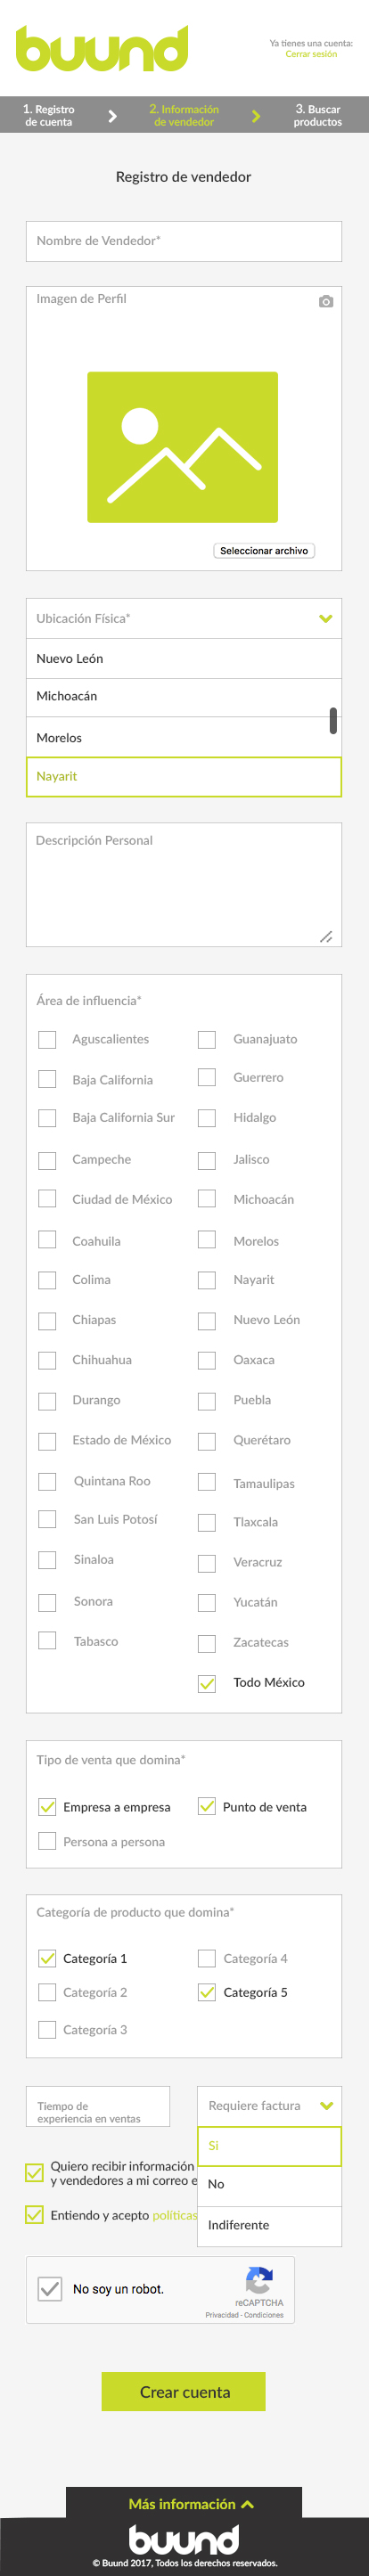 buund
Ya tienes una cuenta:
Cerrar sesión
1. Registro
de cuenta
2. Información
de vendedor
3. Buscar
productos
Registro de vendedor
Nombre de Vendedor*
Imagen de Perfil
Seleccionar archivo
Ubicación Física*
Nuevo León
Michoacán
Morelos
Nayarit
Descripción Personal
Área de influencia*
Aguscalientes
Guanajuato
Baja California
Guerrero
Baja California Sur
Hidalgo
Campeche
Jalisco
Ciudad de México
Michoacán
Coahuila
Morelos
Colima
Nayarit
Chiapas
Nuevo León
Chihuahua
Oaxaca
Durango
Puebla
Estado de México
Querétaro
Quintana Roo
Tamaulipas
San Luis Potosí
Tlaxcala
Sinaloa
Veracruz
Sonora
Yucatán
Tabasco
Zacatecas
Todo México
Tipo de venta que domina*
Empresa a empresa
Punto de venta
Persona a persona
Categoría de producto que domina*
Categoría 1
Categoría 4
Categoría 2
Categoría 5
Categoría 3
Tiempo de
experiencia en ventas
Requiere factura
Si
No
Indiferente
Quiero recibir información
y vendedores a mi correo e
Entiendo y acepto políticas
No soy un robot.
reCAPTCHA
Privacidad - Condiciones
Crear cuenta
Más información
buund
© Buund 2017, Todos los derechos reservados.